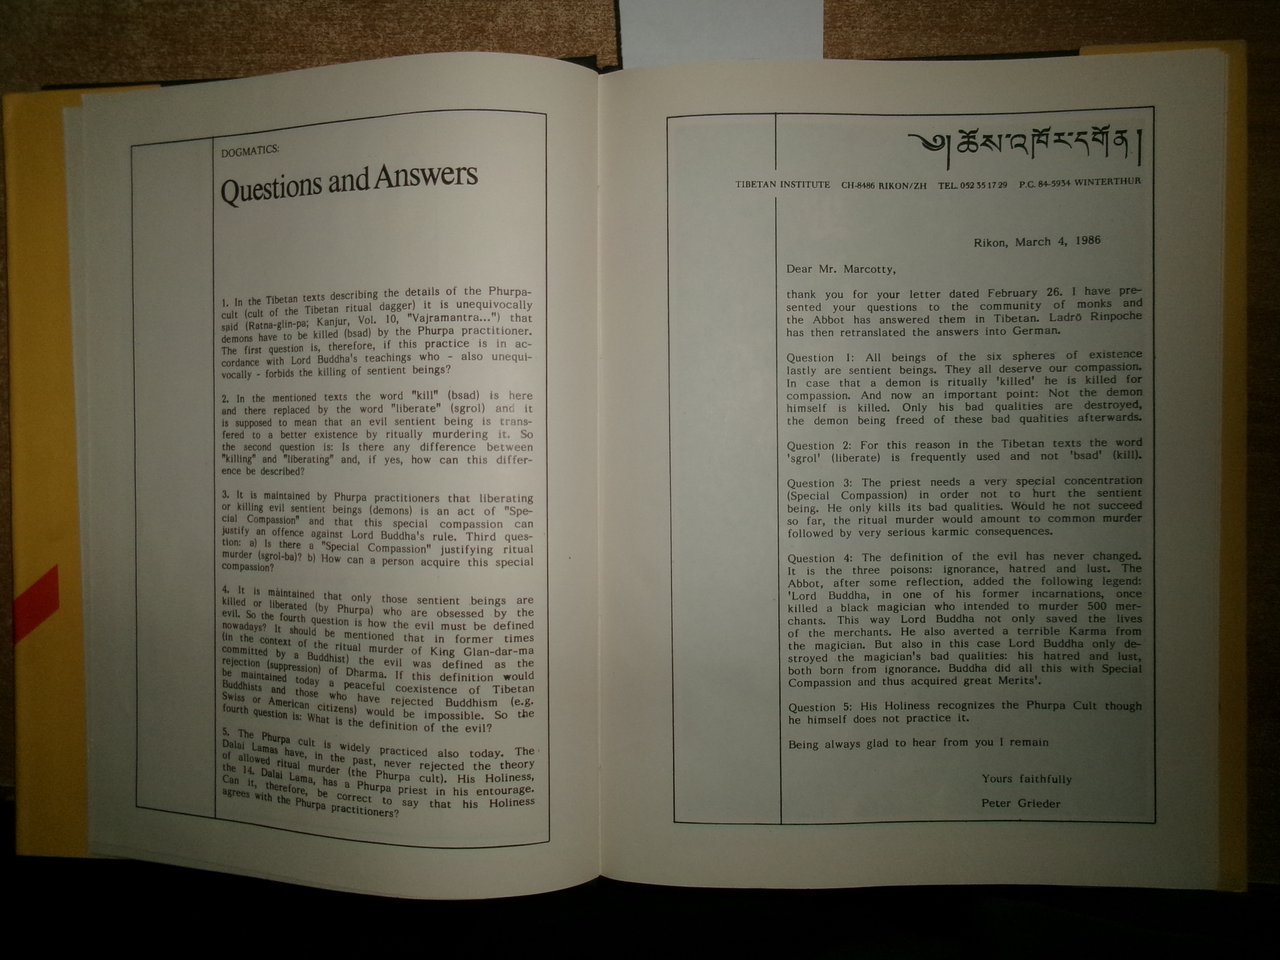 DOGMATICS:
Questions and Answers
1. In the Tibetan texts describing the details of the Phurpa-
cult (cult of the Tibetan ritual dagger) it is unequivocally
said (Ratna-glin-pa; Kanjur, Vol. 10, "Vajramantra...") that
demons have to be killed (bsad) by the Phurpa practitioner.
The first question is, therefore, if this practice is in ac-
cordance with Lord Buddha's teachings who - also unequi-
vocally - forbids the killing of sentient beings?
2. In the mentioned texts the word "kill" (bsad) is here
and there replaced by the word "liberate" (sgrol) and it
is supposed to mean that an evil sentient being is trans-
fered to a better existence by ritually murdering it. So
the second question is: Is there any difference between
"killing" and "liberating" and, if yes, how can this differ-
ence be described?
3. It is maintained by Phurpa practitioners that liberating
or killing evil sentient beings (demons) is an act of "Spe-
cial Compassion" and that this special compassion can
justify an offence against Lord Buddha's rule. Third ques-
tion: a) Is there a "Special Compassion" justifying ritual
murder (sgrol-ba)? b) How can a person acquire this special
compassion?
4. It is maintained that only those sentient beings are
killed or liberated (by Phurpa) who are obsessed by the
evil. So the fourth question is how the evil must be defined
nowadays? It should be mentioned that in former times
(in the context of the ritual murder of King Glan-dar-ma
committed by a Buddhist) the evil was defined as the
rejection (suppression) of Dharma. If this definition would
be maintained today a peaceful coexistence of Tibetan
Buddhists and those who have rejected Buddhism (e.g.
Swiss or American citizens) would be impossible. So the
fourth question is: What is the definition of the evil?
5. The Phurpa cult is widely practiced also today. The
Dalai Lamas have, in the past, never rejected the theory
of allowed ritual murder (the Phurpa cult). His Holiness,
the 14. Dalai Lama, has a Phurpa priest in his entourage.
Can it, therefore, be correct to say that his Holiness
agrees with the Phurpa practitioners?
༄། ཆོས་འཁོར་དགོན །
TIBETAN INSTITUTE CH-8486 RIKON/ZH TEL. 052 35 17 29 P.C. 84-5934 WINTERTHUR
Rikon, March 4, 1986
Dear Mr. Marcotty,
thank you for your letter dated February 26. I have pre-
sented your questions to the community of monks and
the Abbot has answered them in Tibetan. Ladrö Rinpoche
has then retranslated the answers into German.
Question 1: All beings of the six spheres of existence
lastly are sentient beings. They all deserve our compassion.
In case that a demon is ritually 'killed' he is killed for
compassion. And now an important point: Not the demon
himself is killed. Only his bad qualities are destroyed,
the demon being freed of these bad qualities afterwards.
Question 2: For this reason in the Tibetan texts the word
'sgrol' (liberate) is frequently used and not 'bsad' (kill).
Question 3: The priest needs a very special concentration
(Special Compassion) in order not to hurt the sentient
being. He only kills its bad qualities. Would he not succeed
so far, the ritual murder would amount to common murder
followed by very serious karmic consequences.
Question 4: The definition of the evil has never changed.
It is the three poisons: ignorance, hatred and lust. The
Abbot, after some reflection, added the following legend:
'Lord Buddha, in one of his former incarnations, once
killed a black magician who intended to murder 500 mer-
chants. This way Lord Buddha not only saved the lives
of the merchants. He also averted a terrible Karma from
the magician. But also in this case Lord Buddha only de-
stroyed the magician's bad qualities: his hatred and lust,
both born from ignorance. Buddha did all this with Special
Compassion and thus acquired great Merits'.
Question 5: His Holiness recognizes the Phurpa Cult though
he himself does not practice it.
Being always glad to hear from you I remain
Yours faithfully
Peter Grieder